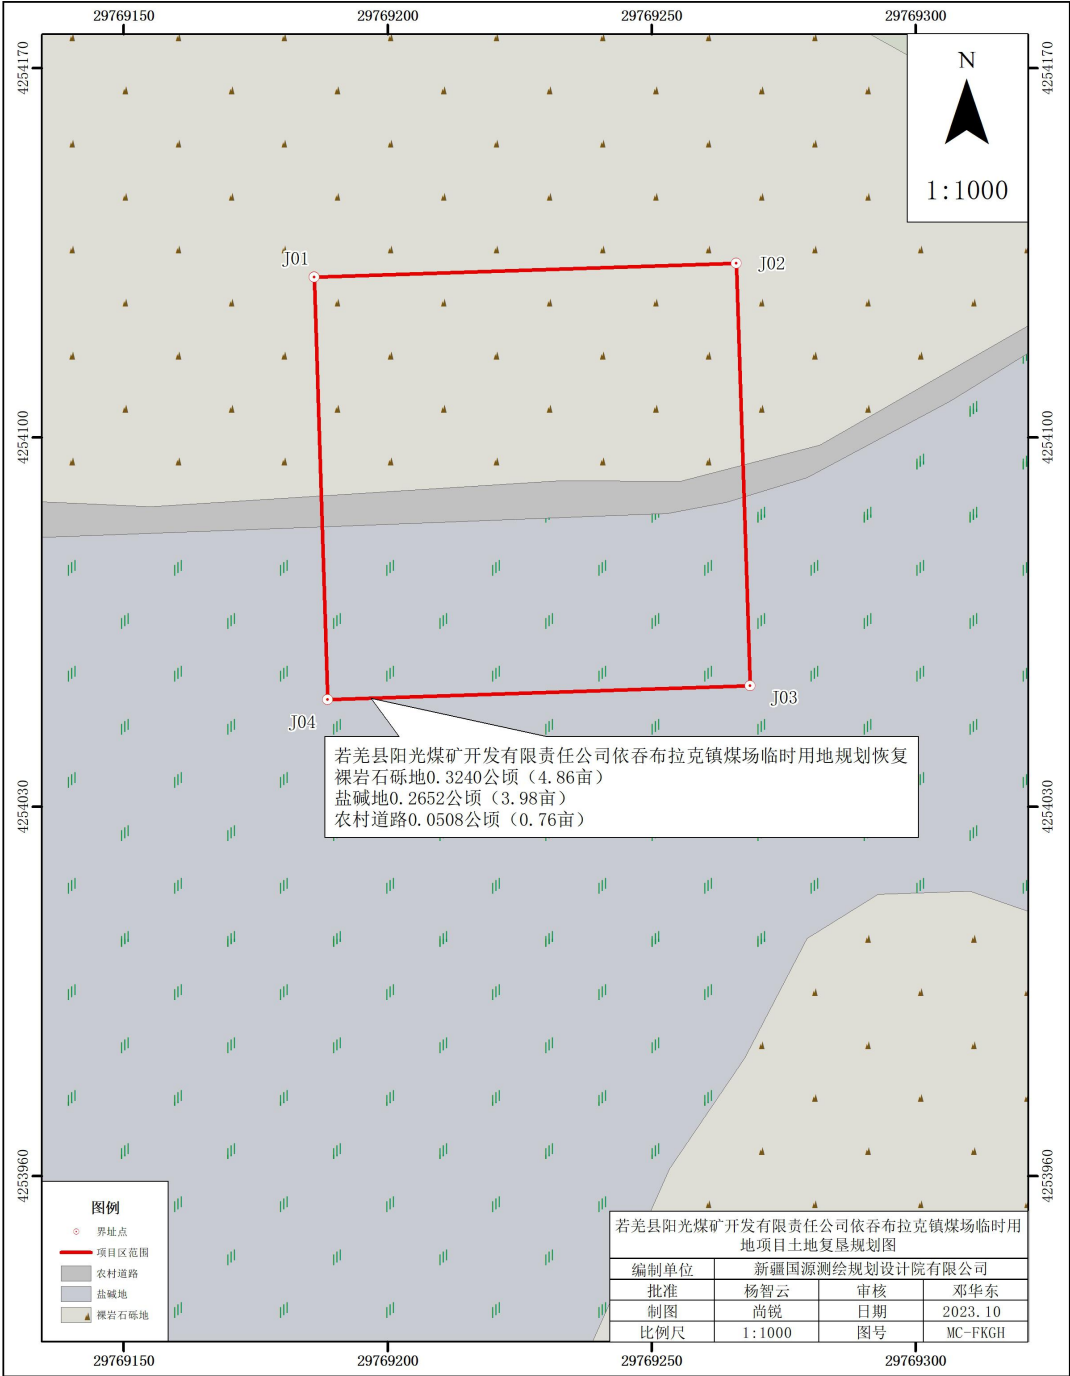 29769150 29769200 29769250 29769300
4254170 4254170
N
1:1000
J01
J02
4254100 4254100
J03
J04
若羌县阳光煤矿开发有限责任公司依吞布拉克镇煤场临时用地规划恢复
裸岩石砾地0.3240公顷（4.86亩）
盐碱地0.2652公顷（3.98亩）
农村道路0.0508公顷（0.76亩）
4254030 4254030
4253960 4253960
图例
界址点
项目区范围
农村道路
盐碱地
裸岩石砾地
若羌县阳光煤矿开发有限责任公司依吞布拉克镇煤场临时用
地项目土地复垦规划图
编制单位 新疆国源测绘规划设计院有限公司
批准 杨智云 审核 邓华东
制图 尚锐 日期 2023.10
比例尺 1:1000 图号 MC-FKGH
29769150 29769200 29769250 29769300